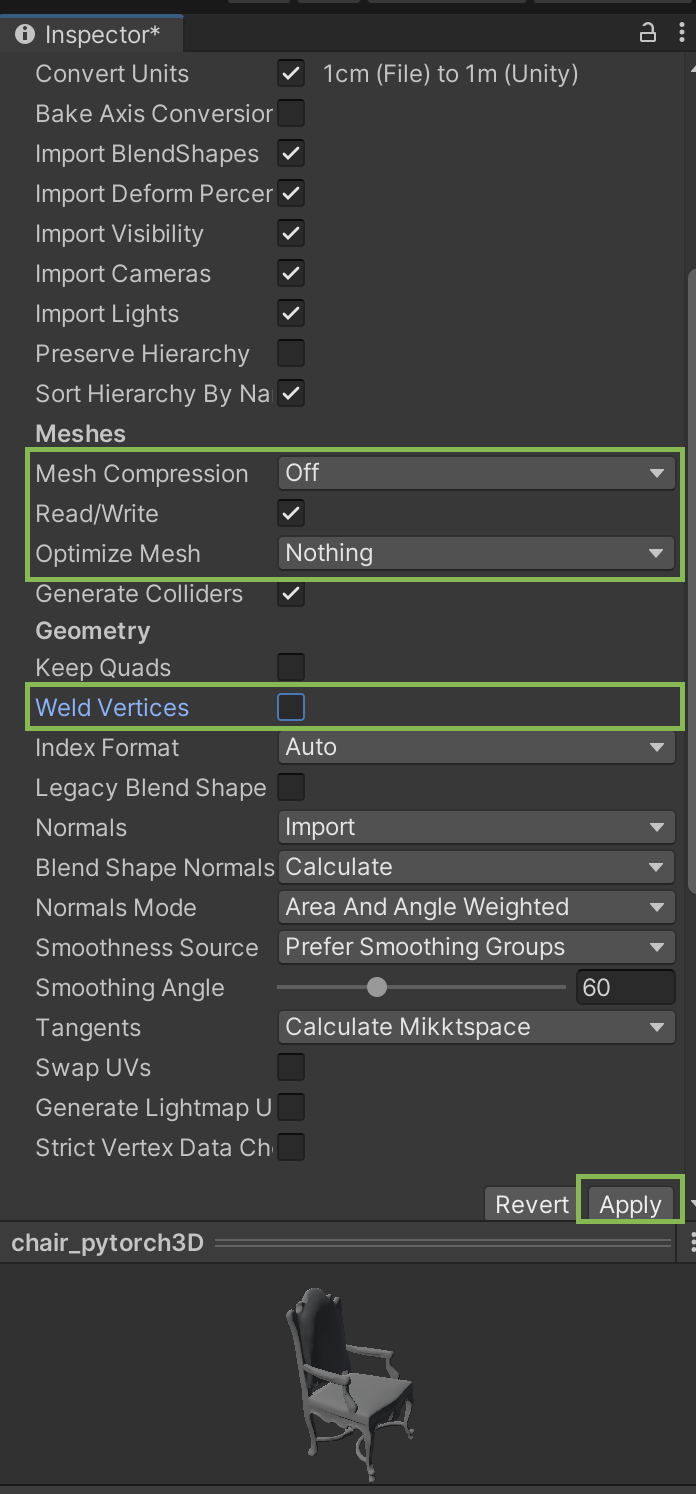 Inspector*
Convert Units 1cm (File) to 1m (Unity)
Bake Axis Conversion
Import BlendShapes
Import Deform Percen
Import Visibility
Import Cameras
Import Lights
Preserve Hierarchy
Sort Hierarchy By Na
Meshes
Mesh Compression Off
Read/Write
Optimize Mesh Nothing
Generate Colliders
Geometry
Keep Quads
Weld Vertices
Index Format Auto
Legacy Blend Shape
Normals Import
Blend Shape Normals Calculate
Normals Mode Area And Angle Weighted
Smoothness Source Prefer Smoothing Groups
Smoothing Angle 60
Tangents Calculate Mikktspace
Swap UVs
Generate Lightmap U
Strict Vertex Data Che
Revert Apply
chair_pytorch3D